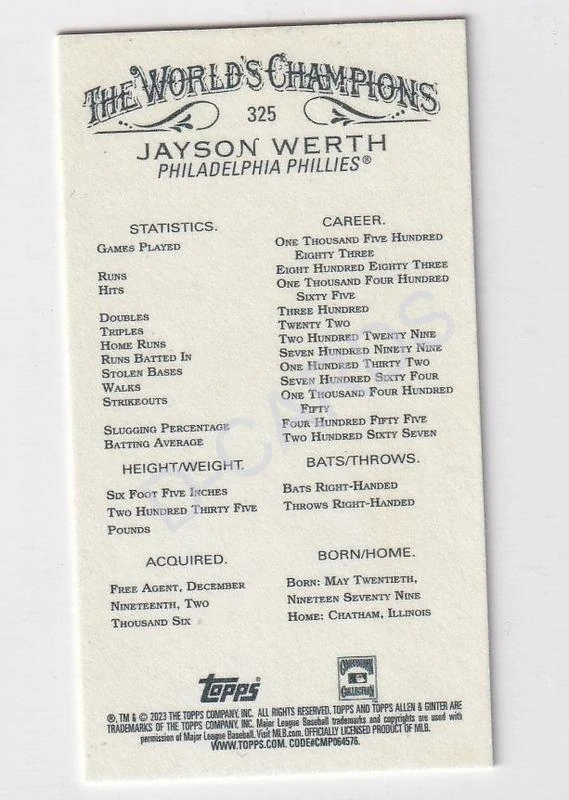 THE WORLD'S CHAMPIONS
325
JAYSON WERTH
PHILADELPHIA PHILLIES®
STATISTICS.
GAMES PLAYED
RUNS
HITS
DOUBLES
TRIPLES
HOME RUNS
RUNS BATTED IN
STOLEN BASES
WALKS
STRIKEOUTS
SLUGGING PERCENTAGE
BATTING AVERAGE
CAREER.
ONE THOUSAND FIVE HUNDRED
EIGHTY THREE
EIGHT HUNDRED EIGHTY THREE
ONE THOUSAND FOUR HUNDRED
SIXTY FIVE
THREE HUNDRED
TWENTY TWO
TWO HUNDRED TWENTY NINE
SEVEN HUNDRED NINETY NINE
ONE HUNDRED THIRTY TWO
SEVEN HUNDRED SIXTY FOUR
ONE THOUSAND FOUR HUNDRED
FIFTY
FOUR HUNDRED FIFTY FIVE
TWO HUNDRED SIXTY SEVEN
HEIGHT/WEIGHT.
SIX FOOT FIVE INCHES
TWO HUNDRED THIRTY FIVE
POUNDS
BATS/THROWS.
BATS RIGHT-HANDED
THROWS RIGHT-HANDED
ACQUIRED.
FREE AGENT, DECEMBER
NINETEENTH, TWO
THOUSAND SIX
BORN/HOME.
BORN: MAY TWENTIETH,
NINETEEN SEVENTY NINE
HOME: CHATHAM, ILLINOIS
D-CARDS
Topps
COOPERSTOWN
COLLECTION
®, TM & © 2023 THE TOPPS COMPANY, INC. ALL RIGHTS RESERVED. TOPPS AND TOPPS ALLEN & GINTER ARE
TRADEMARKS OF THE TOPPS COMPANY, INC. Major League Baseball trademarks and copyrights are used with
permission of Major League Baseball. Visit MLB.com. OFFICIALLY LICENSED PRODUCT OF MLB.
WWW.TOPPS.COM. CODE#CMP064576.